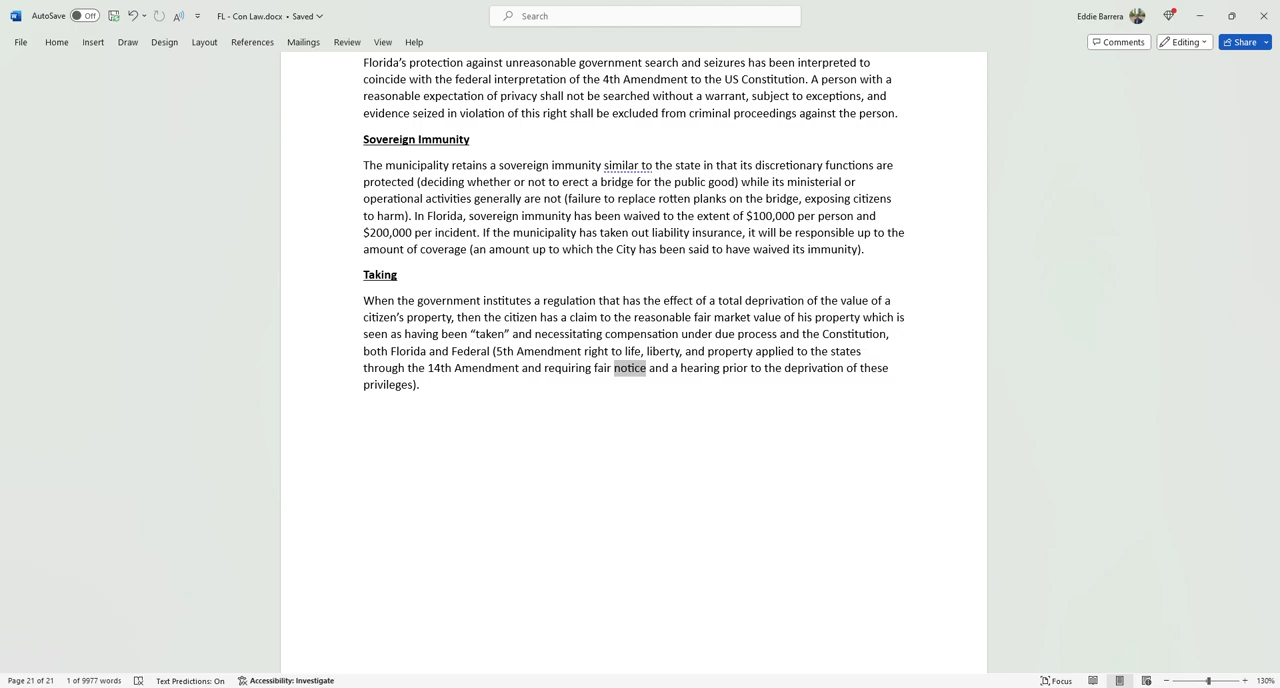 AutoSave Off FL - Con Law.docx • Saved Search Eddie Barrera
File Home Insert Draw Design Layout References Mailings Review View Help Comments Editing Share
Florida’s protection against unreasonable government search and seizures has been interpreted to
coincide with the federal interpretation of the 4th Amendment to the US Constitution. A person with a
reasonable expectation of privacy shall not be searched without a warrant, subject to exceptions, and
evidence seized in violation of this right shall be excluded from criminal proceedings against the person.
Sovereign Immunity
The municipality retains a sovereign immunity similar to the state in that its discretionary functions are
protected (deciding whether or not to erect a bridge for the public good) while its ministerial or
operational activities generally are not (failure to replace rotten planks on the bridge, exposing citizens
to harm). In Florida, sovereign immunity has been waived to the extent of $100,000 per person and
$200,000 per incident. If the municipality has taken out liability insurance, it will be responsible up to the
amount of coverage (an amount up to which the City has been said to have waived its immunity).
Taking
When the government institutes a regulation that has the effect of a total deprivation of the value of a
citizen’s property, then the citizen has a claim to the reasonable fair market value of his property which is
seen as having been “taken” and necessitating compensation under due process and the Constitution,
both Florida and Federal (5th Amendment right to life, liberty, and property applied to the states
through the 14th Amendment and requiring fair notice and a hearing prior to the deprivation of these
privileges).
Page 21 of 21 1 of 9977 words Text Predictions: On Accessibility: Investigate Focus 130%